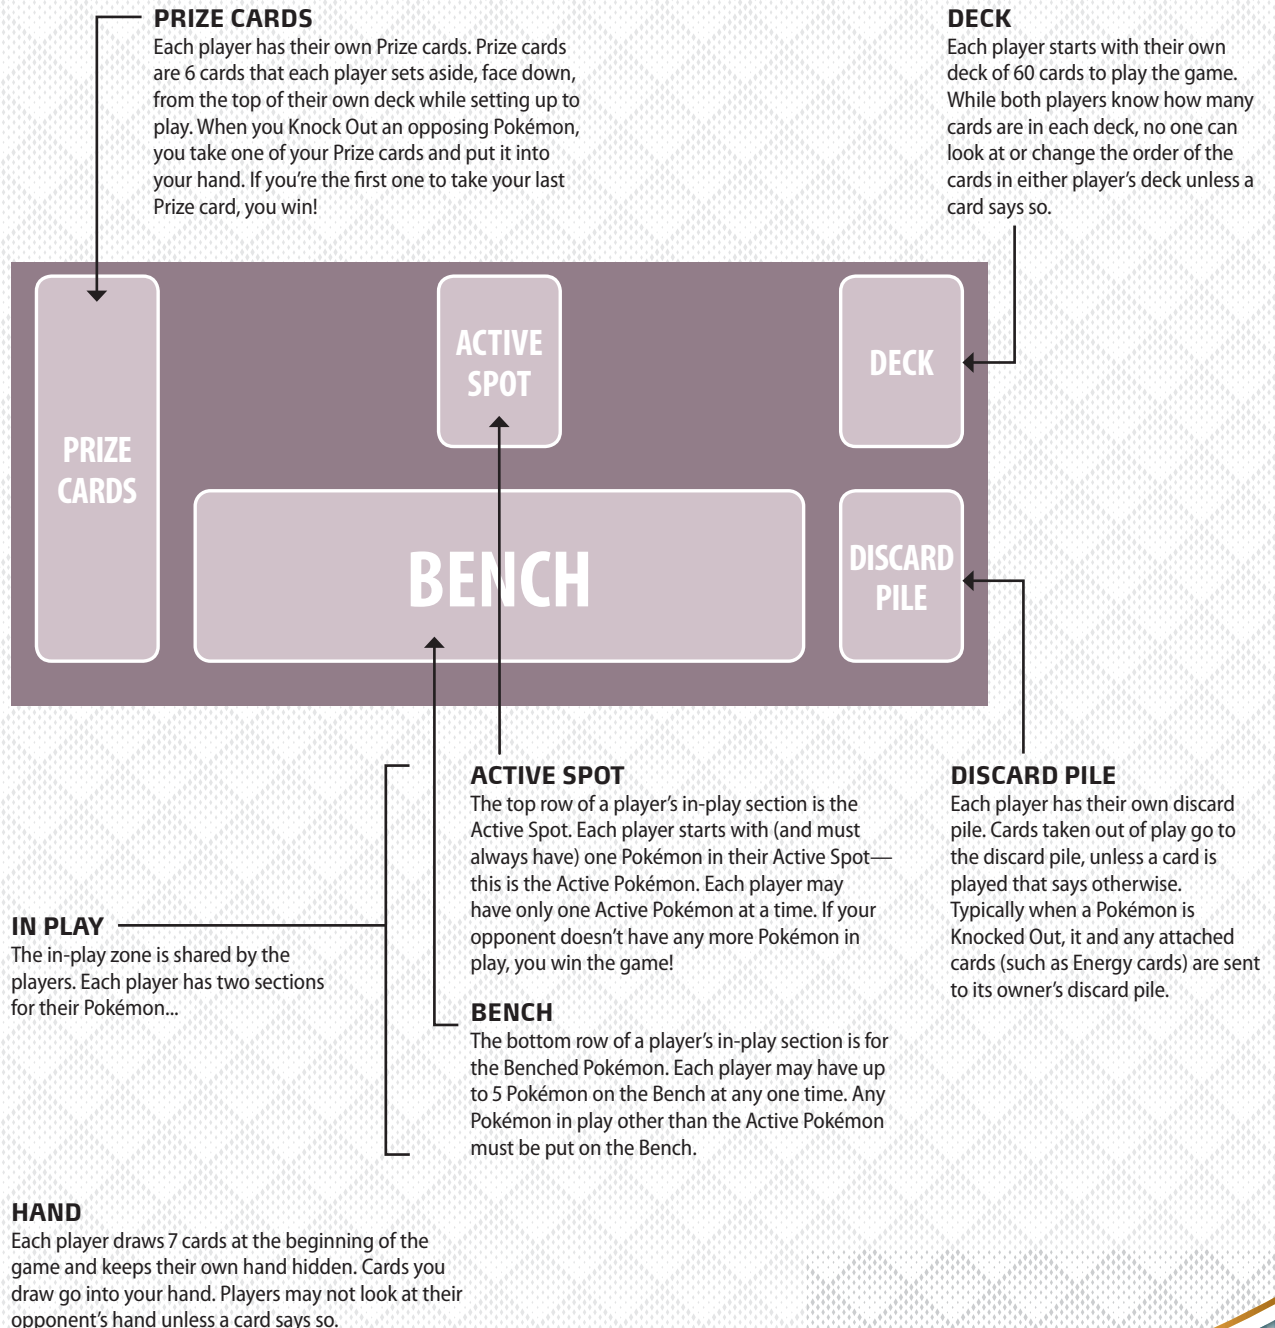 PRIZE CARDS
Each player has their own Prize cards. Prize cards
are 6 cards that each player sets aside, face down,
from the top of their own deck while setting up to
play. When you Knock Out an opposing Pokémon,
you take one of your Prize cards and put it into
your hand. If you’re the first one to take your last
Prize card, you win!
DECK
Each player starts with their own
deck of 60 cards to play the game.
While both players know how many
cards are in each deck, no one can
look at or change the order of the
cards in either player’s deck unless a
card says so.
PRIZE
CARDS
ACTIVE
SPOT
DECK
BENCH
DISCARD
PILE
IN PLAY
The in-play zone is shared by the
players. Each player has two sections
for their Pokémon...
ACTIVE SPOT
The top row of a player’s in-play section is the
Active Spot. Each player starts with (and must
always have) one Pokémon in their Active Spot—
this is the Active Pokémon. Each player may
have only one Active Pokémon at a time. If your
opponent doesn’t have any more Pokémon in
play, you win the game!
BENCH
The bottom row of a player’s in-play section is for
the Benched Pokémon. Each player may have up
to 5 Pokémon on the Bench at any one time. Any
Pokémon in play other than the Active Pokémon
must be put on the Bench.
DISCARD PILE
Each player has their own discard
pile. Cards taken out of play go to
the discard pile, unless a card is
played that says otherwise.
Typically when a Pokémon is
Knocked Out, it and any attached
cards (such as Energy cards) are sent
to its owner’s discard pile.
HAND
Each player draws 7 cards at the beginning of the
game and keeps their own hand hidden. Cards you
draw go into your hand. Players may not look at their
opponent’s hand unless a card says so.